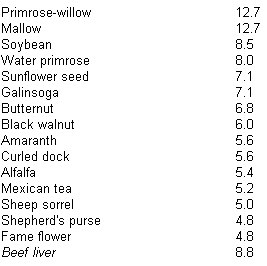 Primrose-willow 12.7
Mallow 12.7
Soybean 8.5
Water primrose 8.0
Sunflower seed 7.1
Galinsoga 7.1
Butternut 6.8
Black walnut 6.0
Amaranth 5.6
Curled dock 5.6
Alfalfa 5.4
Mexican tea 5.2
Sheep sorrel 5.0
Shepherd's purse 4.8
Fame flower 4.8
Beef liver 8.8